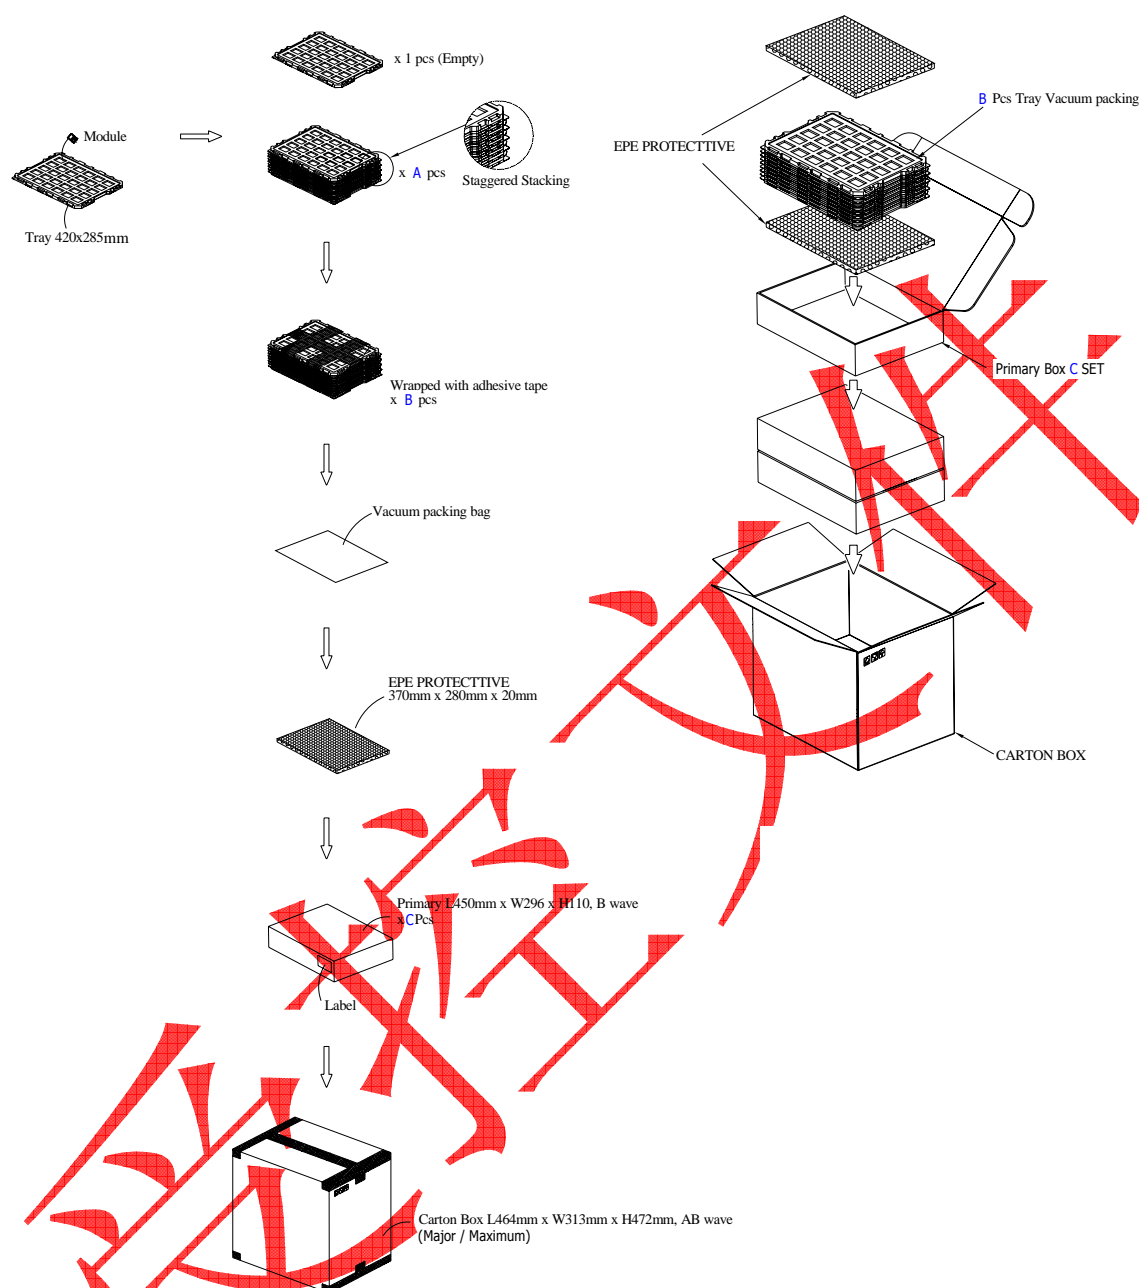 x 1 pcs (Empty)
Module
x A pcs
Staggered Stacking
Tray 420x285mm
Wrapped with adhesive tape
x B pcs
Vacuum packing bag
EPE PROTECTTIVE
370mm x 280mm x 20mm
Primary L450mm x W296 x H110, B wave
x C Pcs
Label
Carton Box L464mm x W313mm x H472mm, AB wave
(Major / Maximum)
B Pcs Tray Vacuum packing
EPE PROTECTTIVE
Primary Box C SET
CARTON BOX